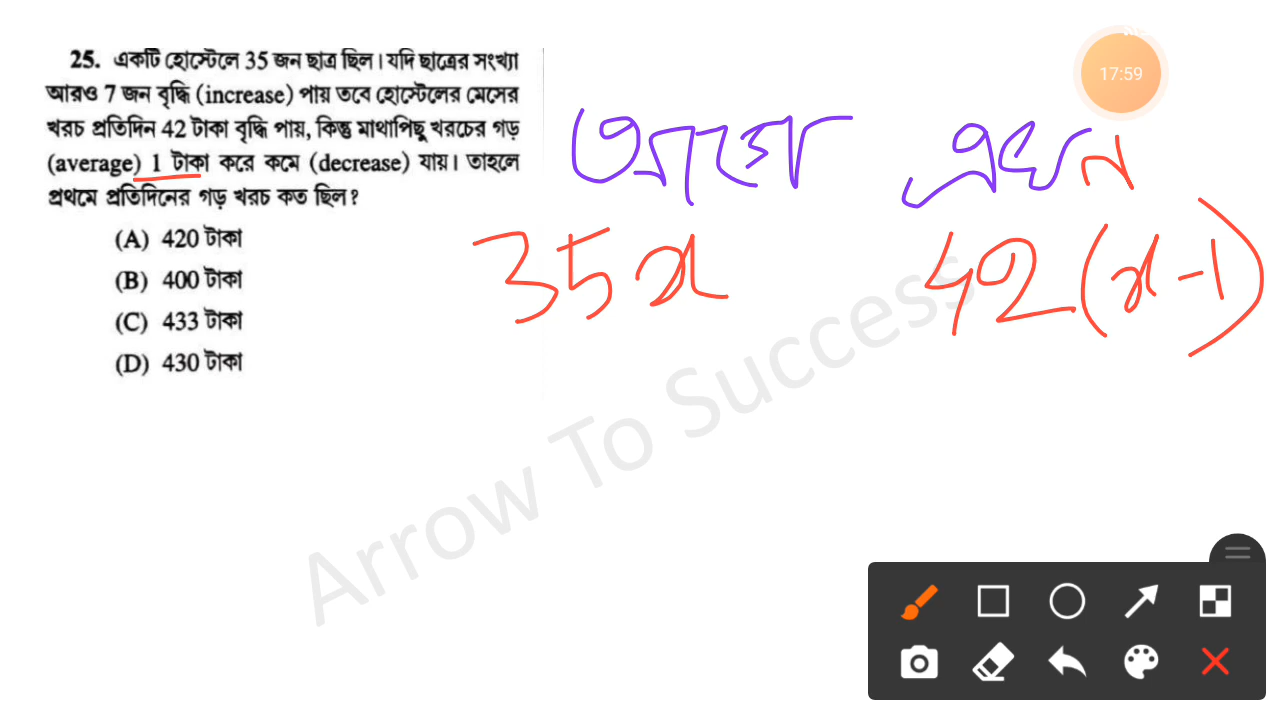 25. একটি হোস্টেলে 35 জন ছাত্র ছিল। যদি ছাত্রের সংখ্যা
আরও 7 জন বৃদ্ধি (increase) পায় তবে হোস্টেলের মেসের
খরচ প্রতিদিন 42 টাকা বৃদ্ধি পায়, কিন্তু মাথাপিছু খরচের গড়
(average) 1 টাকা করে কমে (decrease) যায়। তাহলে
প্রথমে প্রতিদিনের গড় খরচ কত ছিল?
(A) 420 টাকা
(B) 400 টাকা
(C) 433 টাকা
(D) 430 টাকা
আগে এখন
35x 42(x-1)
17:59
Arrow To Success